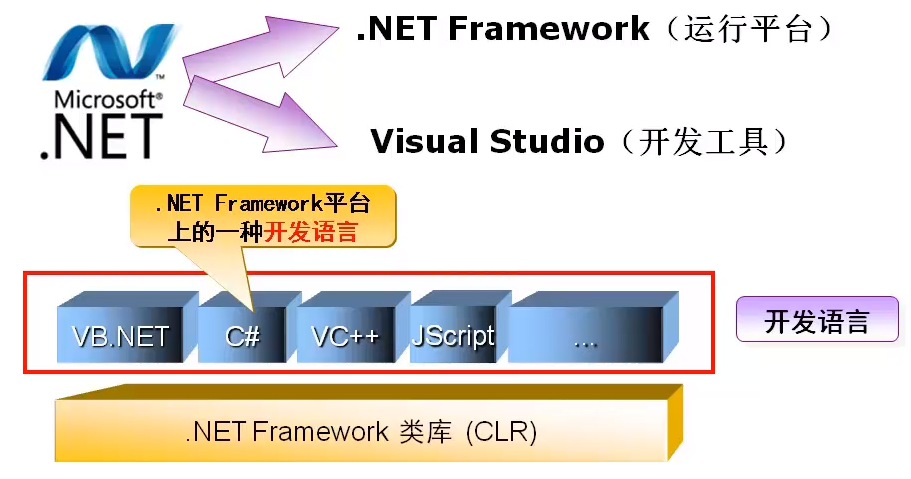 .NET Framework（运行平台）
Microsoft®
.NET
™
Visual Studio（开发工具）
.NET Framework平台
上的一种开发语言
VB.NET C# VC++ JScript ...
开发语言
.NET Framework 类库 (CLR)